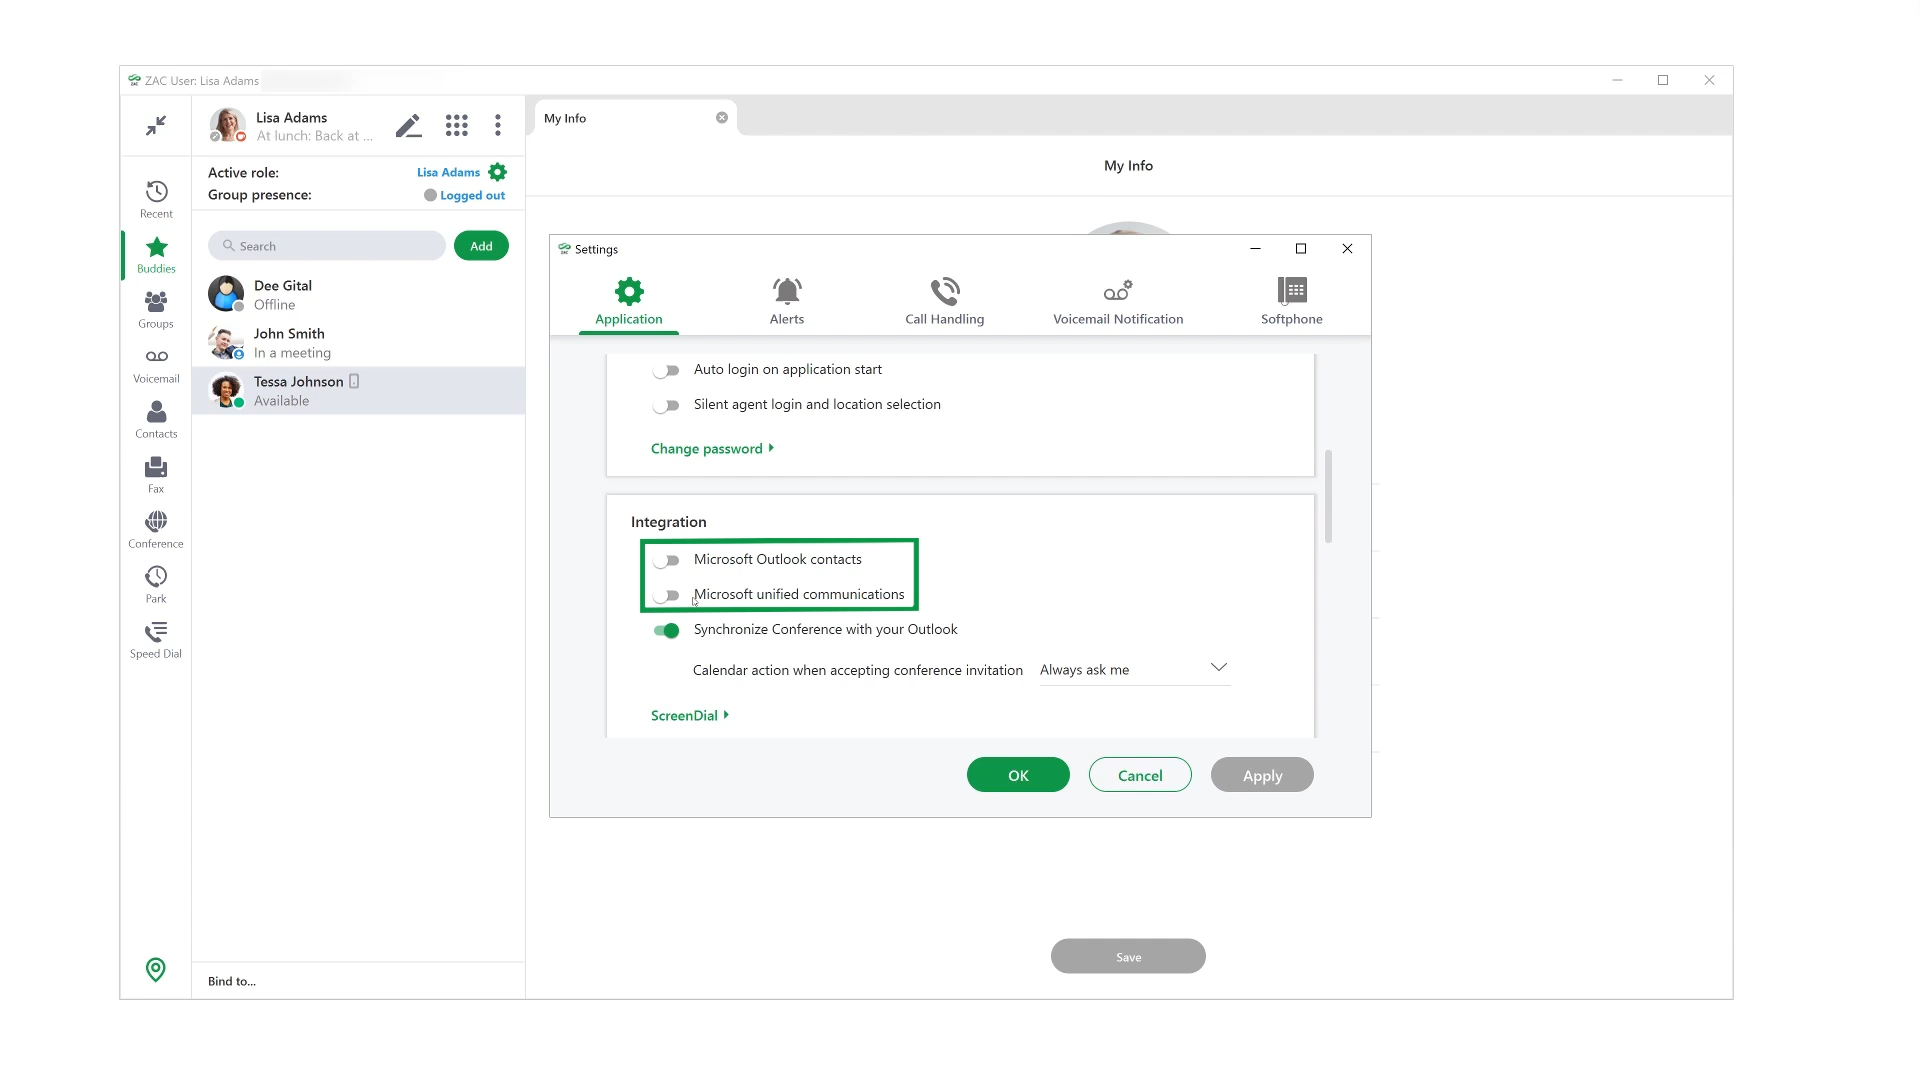 ZAC User: Lisa Adams
Lisa Adams
At lunch: Back at ...
Active role:
Lisa Adams
Group presence:
Logged out
Search
Add
Recent
Buddies
Groups
Voicemail
Contacts
Fax
Conference
Park
Speed Dial
Dee Gital
Offline
John Smith
In a meeting
Tessa Johnson
Available
Bind to...
My Info
My Info
Settings
Application
Alerts
Call Handling
Voicemail Notification
Softphone
Auto login on application start
Silent agent login and location selection
Change password
Integration
Microsoft Outlook contacts
Microsoft unified communications
Synchronize Conference with your Outlook
Calendar action when accepting conference invitation Always ask me
ScreenDial
OK
Cancel
Apply
Save